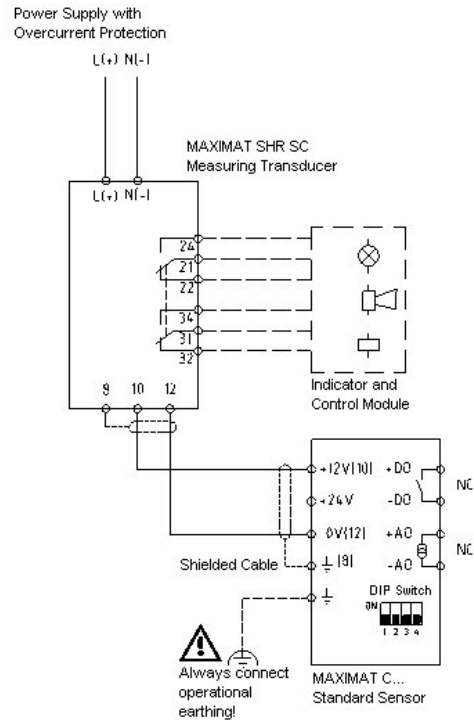 Power Supply with
Overcurrent Protection
L(+) N(-)
MAXIMAT SHR SC
Measuring Transducer
L(+) N(-)
24
21
22
34
31
32
9 10 12
Indicator and
Control Module
+12V(10) +DO
NC
+24V -DO
0V(12) +AO
NC
(9) -AO
Shielded Cable
DIP Switch
ON
1 2 3 4
Always connect
operational
earthing!
MAXIMAT C...
Standard Sensor